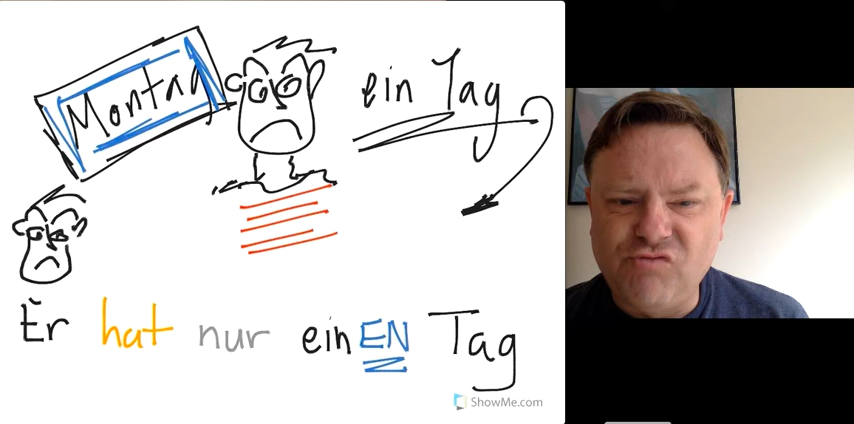 Montag
ein Tag
Er hat nur einEN Tag
ShowMe.com